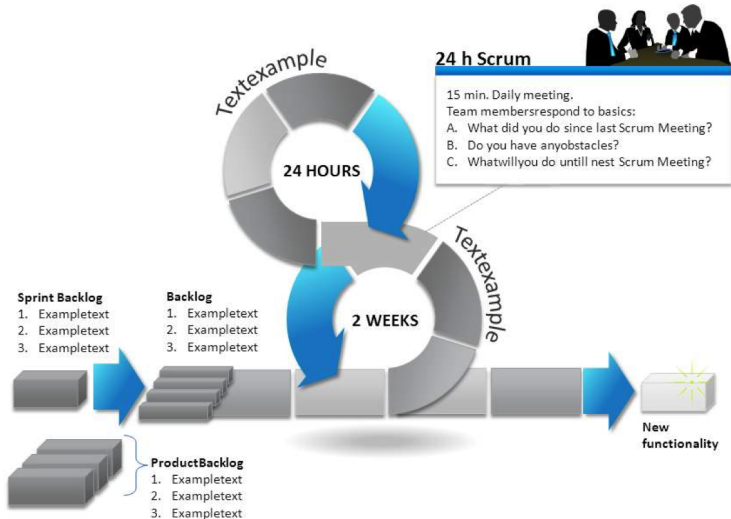 Textexample
24 h Scrum
15 min. Daily meeting.
Team membersrespond to basics:
A. What did you do since last Scrum Meeting?
B. Do you have anyobstacles?
C. Whatwillyou do untill nest Scrum Meeting?
24 HOURS
Textexample
2 WEEKS
Sprint Backlog
1. Exampletext
2. Exampletext
3. Exampletext
Backlog
1. Exampletext
2. Exampletext
3. Exampletext
New
functionality
ProductBacklog
1. Exampletext
2. Exampletext
3. Exampletext